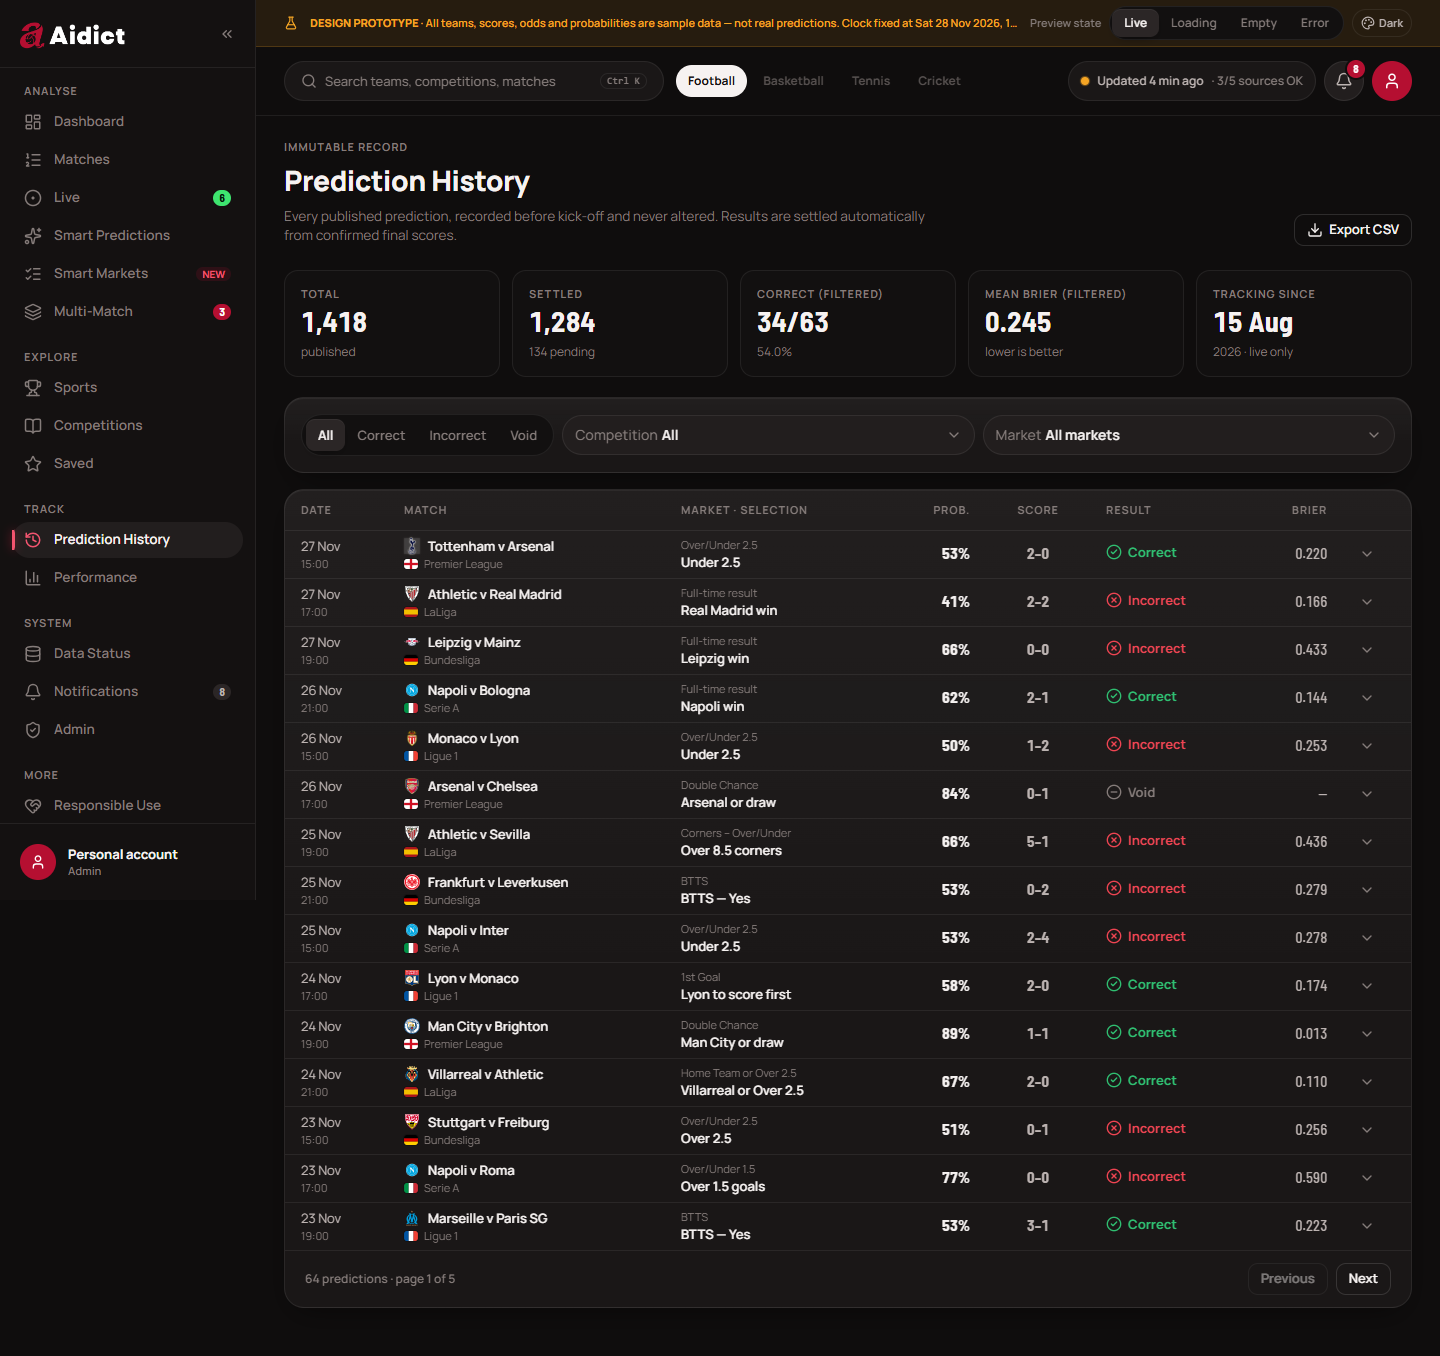 Aidict
ANALYSE
Dashboard
Matches
Live 6
Smart Predictions
Smart Markets NEW
Multi-Match 3
EXPLORE
Sports
Competitions
Saved
TRACK
Prediction History
Performance
SYSTEM
Data Status
Notifications 8
Admin
MORE
Responsible Use
Personal account
Admin
DESIGN PROTOTYPE · All teams, scores, odds and probabilities are sample data — not real predictions. Clock fixed at Sat 28 Nov 2026, 1... Preview state Live Loading Empty Error Dark
Search teams, competitions, matches Ctrl K Football Basketball Tennis Cricket Updated 4 min ago · 3/5 sources OK 8
IMMUTABLE RECORD
Prediction History
Every published prediction, recorded before kick-off and never altered. Results are settled automatically
from confirmed final scores.
Export CSV
TOTAL
1,418
published
SETTLED
1,284
134 pending
CORRECT (FILTERED)
34/63
54.0%
MEAN BRIER (FILTERED)
0.245
lower is better
TRACKING SINCE
15 Aug
2026 · live only
All Correct Incorrect Void Competition All Market All markets
DATE MATCH MARKET · SELECTION PROB. SCORE RESULT BRIER
27 Nov Tottenham v Arsenal Over/Under 2.5 53% 2–0 Correct 0.220
15:00 Premier League Under 2.5
27 Nov Athletic v Real Madrid Full-time result 41% 2–2 Incorrect 0.166
17:00 LaLiga Real Madrid win
27 Nov Leipzig v Mainz Full-time result 66% 0–0 Incorrect 0.433
19:00 Bundesliga Leipzig win
26 Nov Napoli v Bologna Full-time result 62% 2–1 Correct 0.144
21:00 Serie A Napoli win
26 Nov Monaco v Lyon Over/Under 2.5 50% 1–2 Incorrect 0.253
15:00 Ligue 1 Under 2.5
26 Nov Arsenal v Chelsea Double Chance 84% 0–1 Void –
17:00 Premier League Arsenal or draw
25 Nov Athletic v Sevilla Corners – Over/Under 66% 5–1 Incorrect 0.436
19:00 LaLiga Over 8.5 corners
25 Nov Frankfurt v Leverkusen BTTS 53% 0–2 Incorrect 0.279
21:00 Bundesliga BTTS — Yes
25 Nov Napoli v Inter Over/Under 2.5 53% 2–4 Incorrect 0.278
15:00 Serie A Under 2.5
24 Nov Lyon v Monaco 1st Goal 58% 2–0 Correct 0.174
17:00 Ligue 1 Lyon to score first
24 Nov Man City v Brighton Double Chance 89% 1–1 Correct 0.013
19:00 Premier League Man City or draw
24 Nov Villarreal v Athletic Home Team or Over 2.5 67% 2–0 Correct 0.110
21:00 LaLiga Villarreal or Over 2.5
23 Nov Stuttgart v Freiburg Over/Under 2.5 51% 0–1 Incorrect 0.256
15:00 Bundesliga Over 2.5
23 Nov Napoli v Roma Over/Under 1.5 77% 0–0 Incorrect 0.590
17:00 Serie A Over 1.5 goals
23 Nov Marseille v Paris SG BTTS 53% 3–1 Correct 0.223
19:00 Ligue 1 BTTS — Yes
64 predictions · page 1 of 5 Previous Next